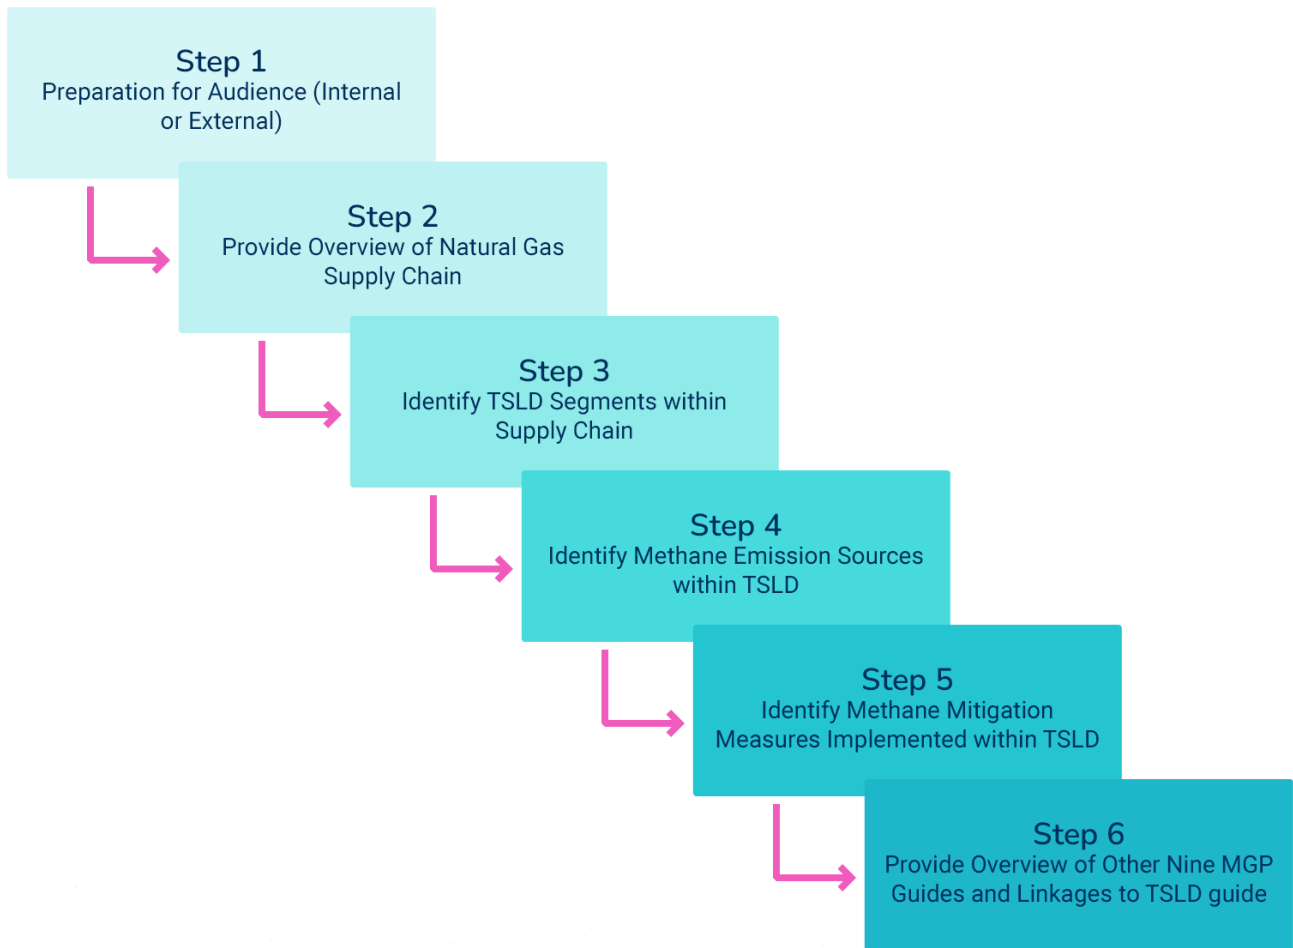 Step 1
Preparation for Audience (Internal
or External)
Step 2
Provide Overview of Natural Gas
Supply Chain
Step 3
Identify TSLD Segments within
Supply Chain
Step 4
Identify Methane Emission Sources
within TSLD
Step 5
Identify Methane Mitigation
Measures Implemented within TSLD
Step 6
Provide Overview of Other Nine MGP
Guides and Linkages to TSLD guide